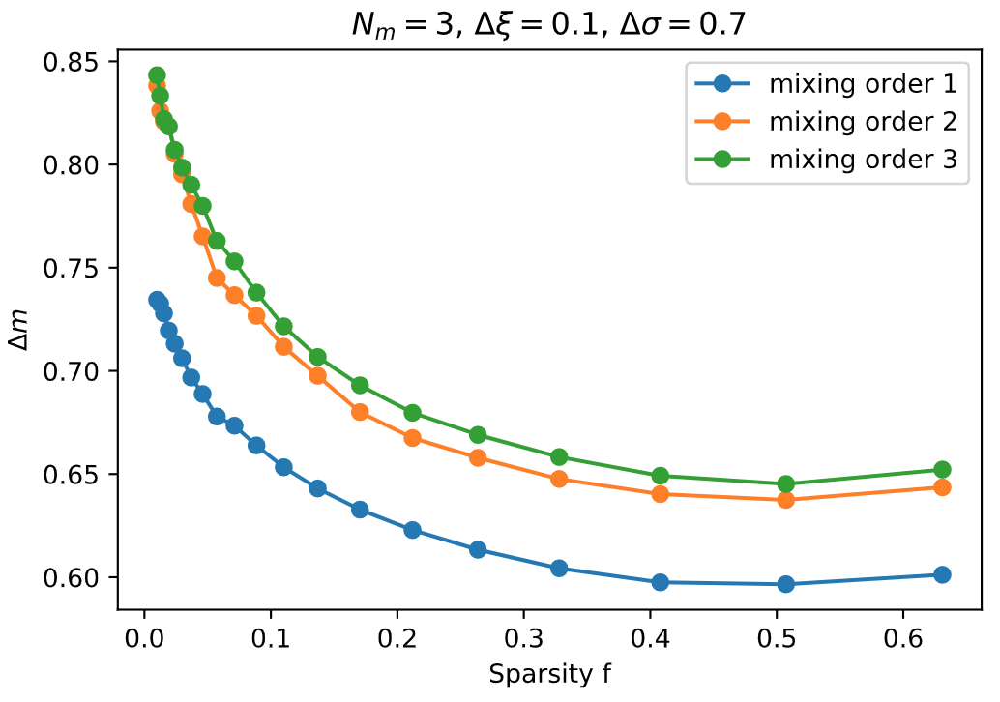 N_m = 3, Δξ = 0.1, Δσ = 0.7
mixing order 1
mixing order 2
mixing order 3
0.85
0.80
0.75
0.70
0.65
0.60
Δm
0.0 0.1 0.2 0.3 0.4 0.5 0.6
Sparsity f